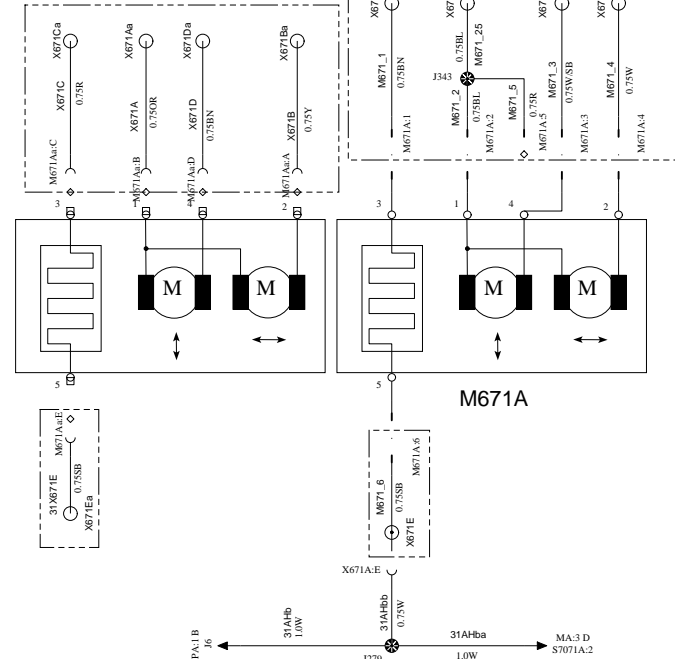 X671Ca
X671C
0.75R
M671Aa:C
X671Aa
X671A
0.75OR
M671Aa:B
X671Da
X671D
0.75BN
M671Aa:D
X671Ba
X671B
0.75Y
M671Aa:A
M671_1
0.75BN
M671A:1
0.75BL
M671_25
J343
M671_2
0.75BL
M671A:2
M671_5
0.75R
M671A:5
M671_3
0.75W/SB
M671A:3
M671_4
0.75W
M671A:4
3
1
4
2
3
1
4
2
M
M
M
M
5
5
M671A
M671Aa:E
31X671E
0.75SB
X671Ea
M671A:6
M671_6
0.75SB
X671E
X671A:E
31AHbb
0.75W
PA:1 B
J6
31AHb
1.0W
J279
31AHba
1.0W
MA:3 D
S7071A:2